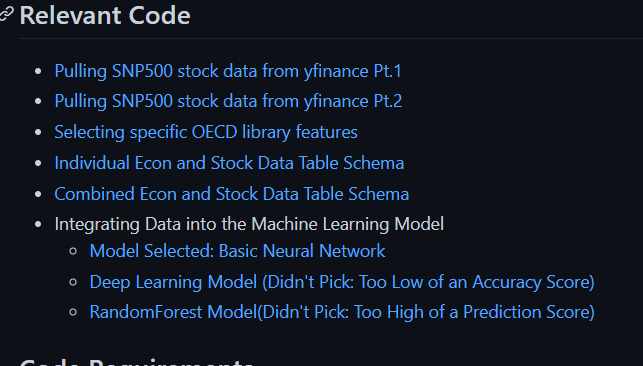 Relevant Code
Pulling SNP500 stock data from yfinance Pt.1
Pulling SNP500 stock data from yfinance Pt.2
Selecting specific OECD library features
Individual Econ and Stock Data Table Schema
Combined Econ and Stock Data Table Schema
Integrating Data into the Machine Learning Model
Model Selected: Basic Neural Network
Deep Learning Model (Didn't Pick: Too Low of an Accuracy Score)
RandomForest Model(Didn't Pick: Too High of a Prediction Score)
Code Requirements